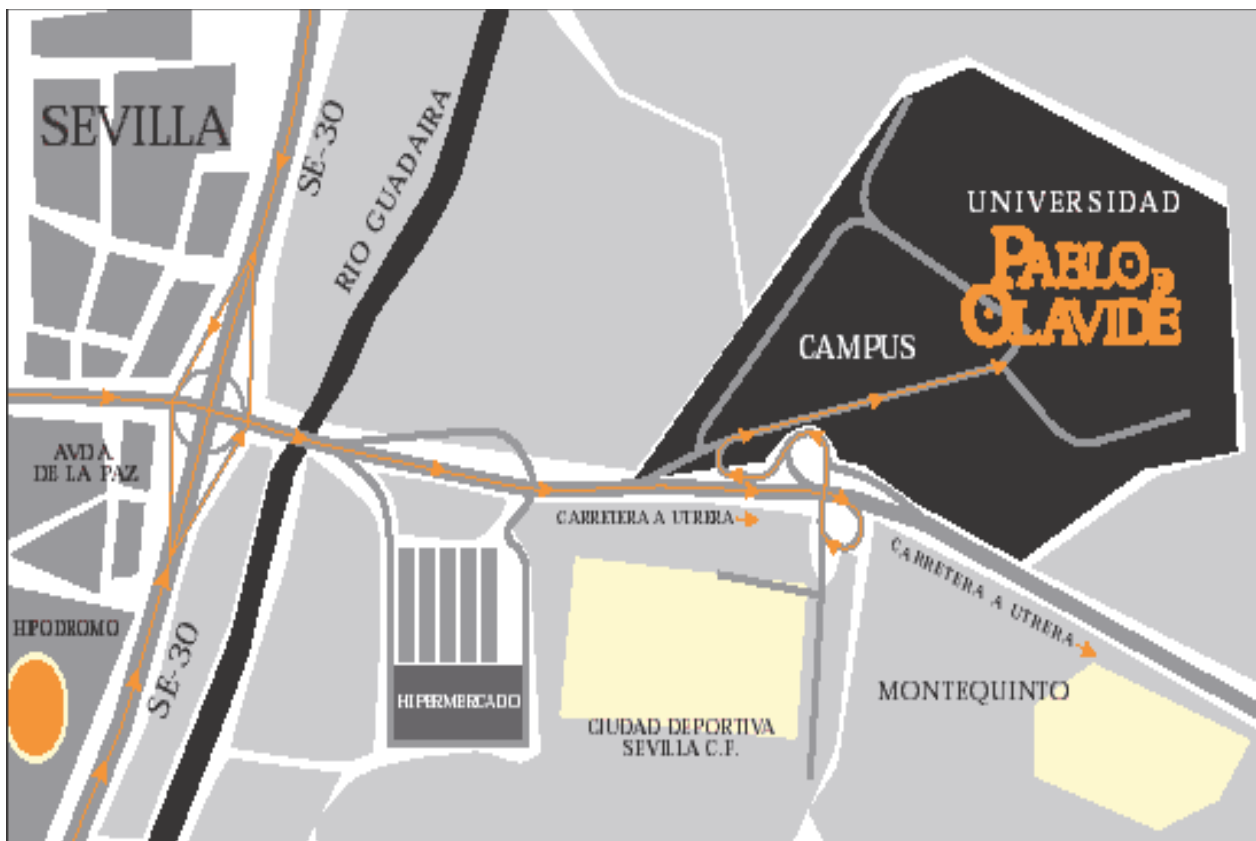 SEVILLA
SE-30
RIO GUADAIRA
UNIVERSIDAD
PABLO DE
OLAVIDE
CAMPUS
AVDA.
DE LA PAZ
CARRETERA A UTRERA
CARRETERA A UTRERA
HIPODROMO
SE-30
HIPERMERCADO
CIUDAD DEPORTIVA
SEVILLA C.F.
MONTEQUINTO